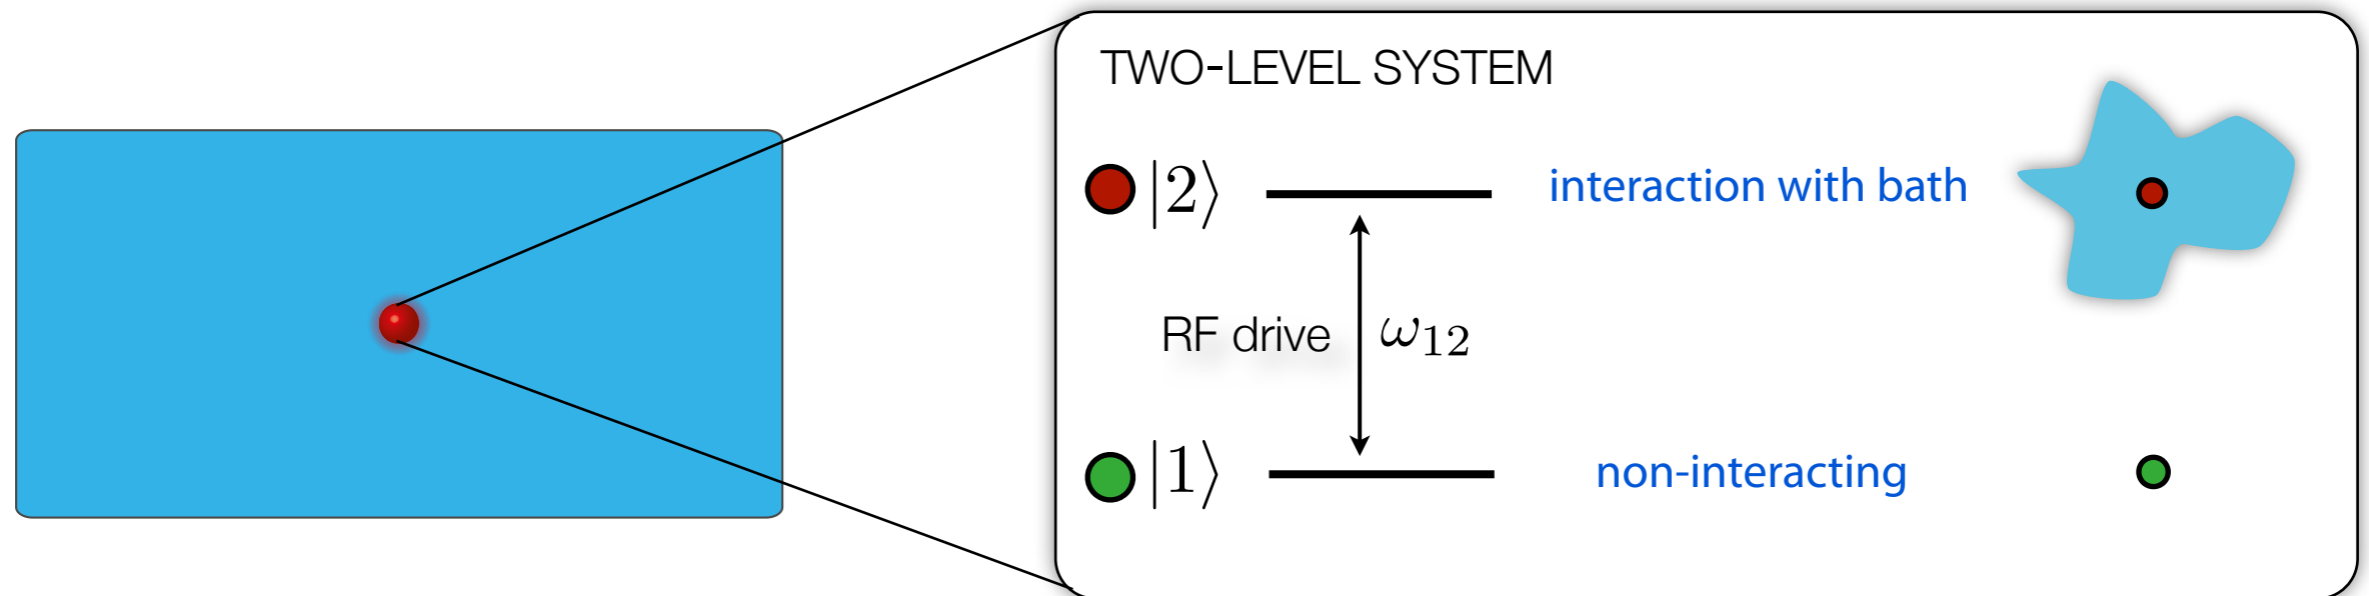 TWO-LEVEL SYSTEM
|2⟩ interaction with bath
RF drive ω₁₂
|1⟩ non-interacting